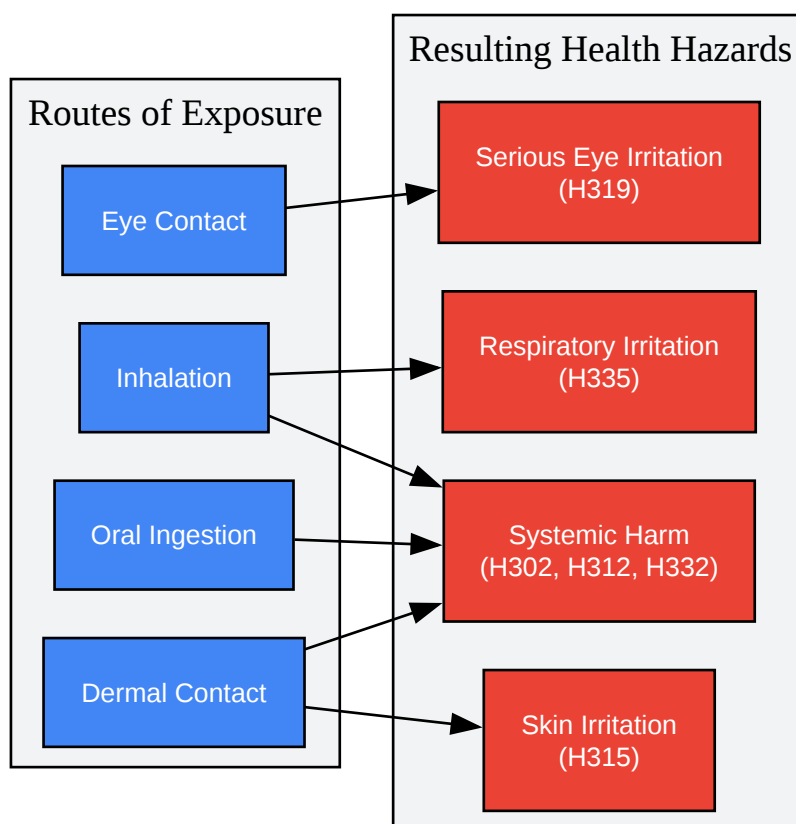 Routes of Exposure
Eye Contact
Inhalation
Oral Ingestion
Dermal Contact
Resulting Health Hazards
Serious Eye Irritation
(H319)
Respiratory Irritation
(H335)
Systemic Harm
(H302, H312, H332)
Skin Irritation
(H315)